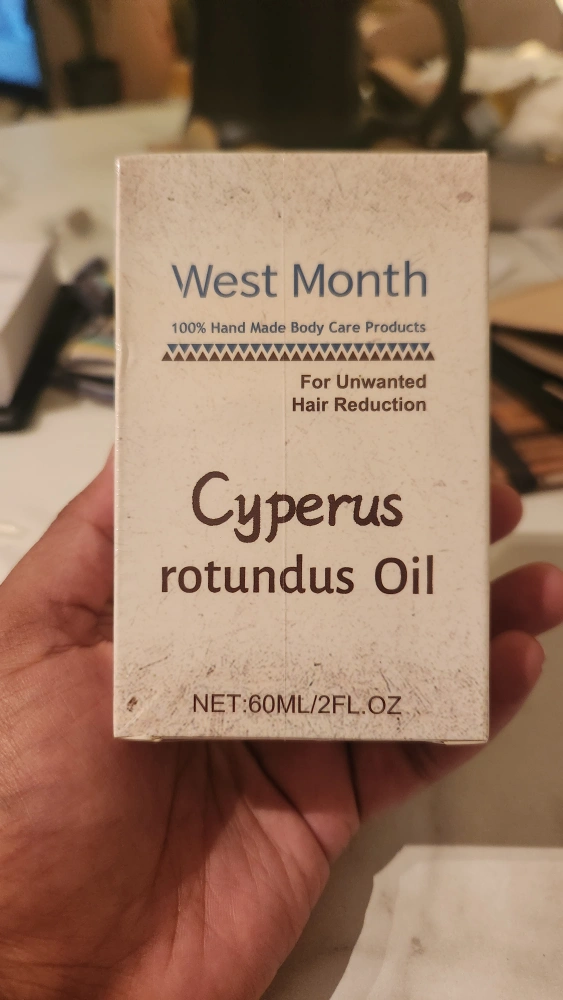 West Month
100% Hand Made Body Care Products
For Unwanted
Hair Reduction
Cyperus
rotundus Oil
NET:60ML/2FL.OZ